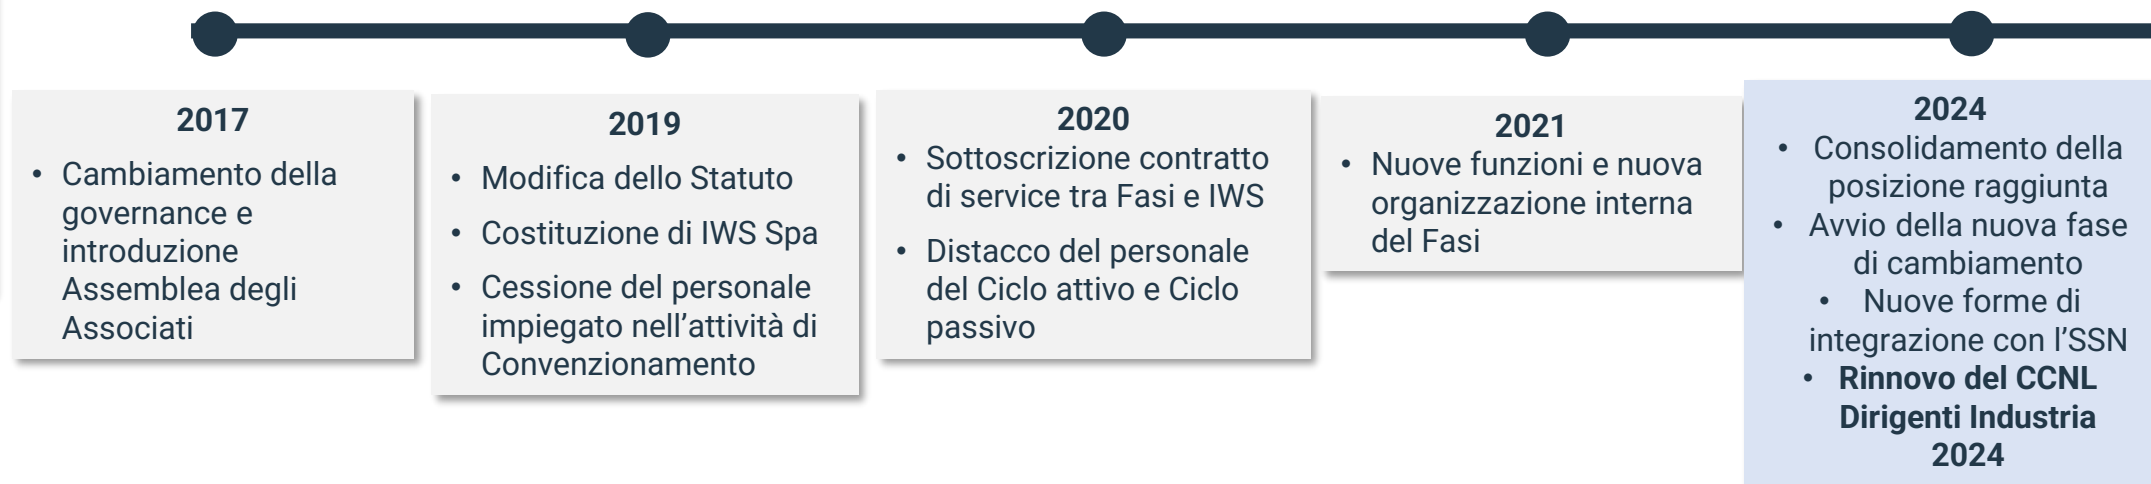 2017
• Cambiamento della
governance e
introduzione
Assemblea degli
Associati
2019
• Modifica dello Statuto
• Costituzione di IWS Spa
• Cessione del personale
impiegato nell’attività di
Convenzionamento
2020
• Sottoscrizione contratto
di service tra Fasi e IWS
• Distacco del personale
del Ciclo attivo e Ciclo
passivo
2021
• Nuove funzioni e nuova
organizzazione interna
del Fasi
2024
• Consolidamento della
posizione raggiunta
• Avvio della nuova fase
di cambiamento
• Nuove forme di
integrazione con l’SSN
• Rinnovo del CCNL
Dirigenti Industria
2024